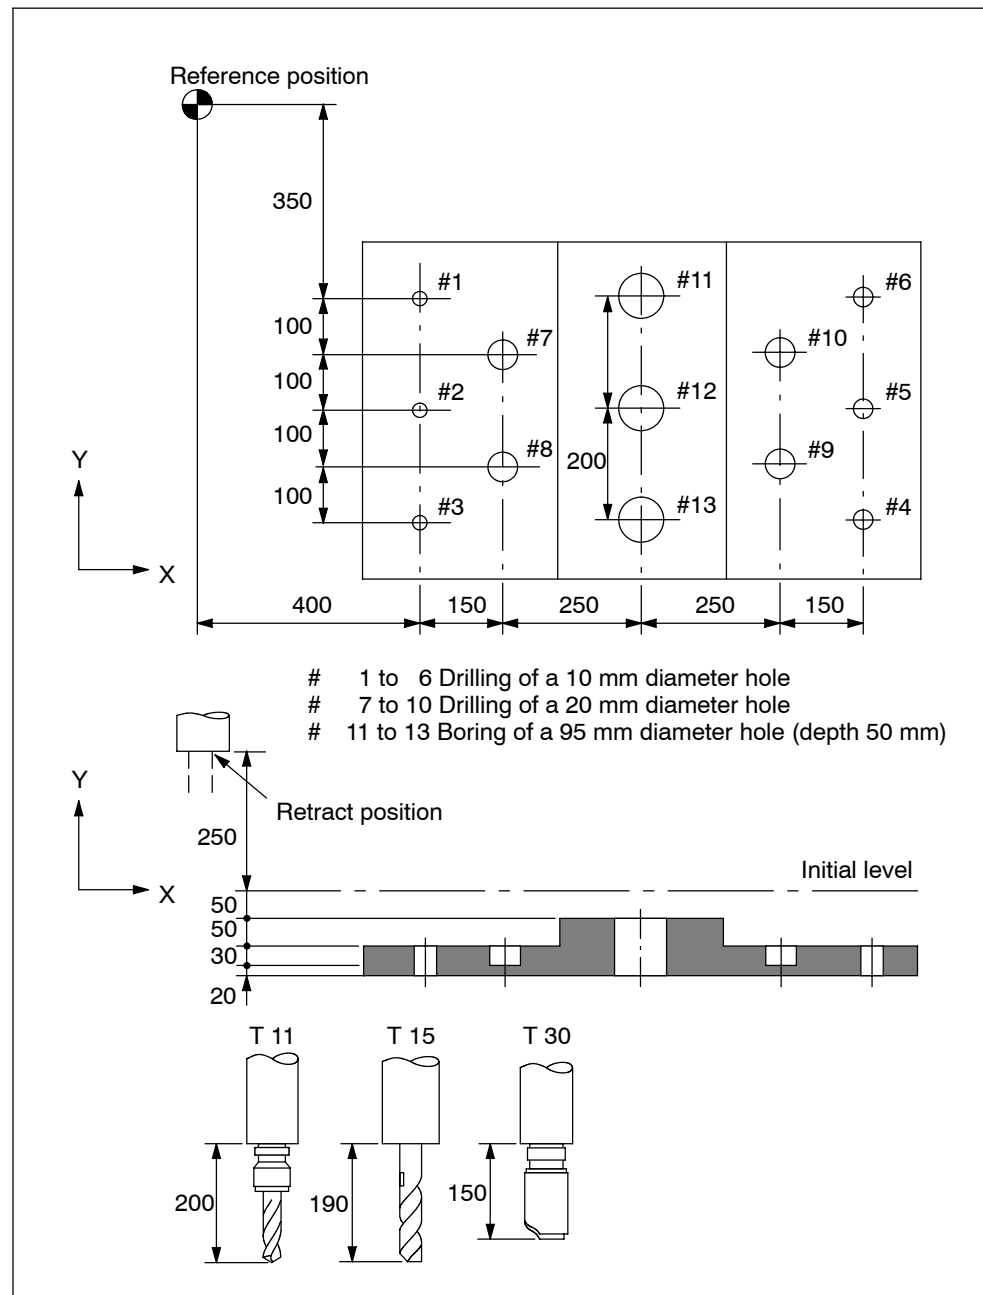 Reference position
350
#1
#11
#6
100
#7
#10
100
#2
#12
#5
100
#8
200
#9
Y
100
#3
#13
#4
X
400
150
250
250
150
# 1 to 6 Drilling of a 10 mm diameter hole
# 7 to 10 Drilling of a 20 mm diameter hole
# 11 to 13 Boring of a 95 mm diameter hole (depth 50 mm)
Y
Retract position
250
Initial level
X
50
50
30
20
T 11
T 15
T 30
200
190
150